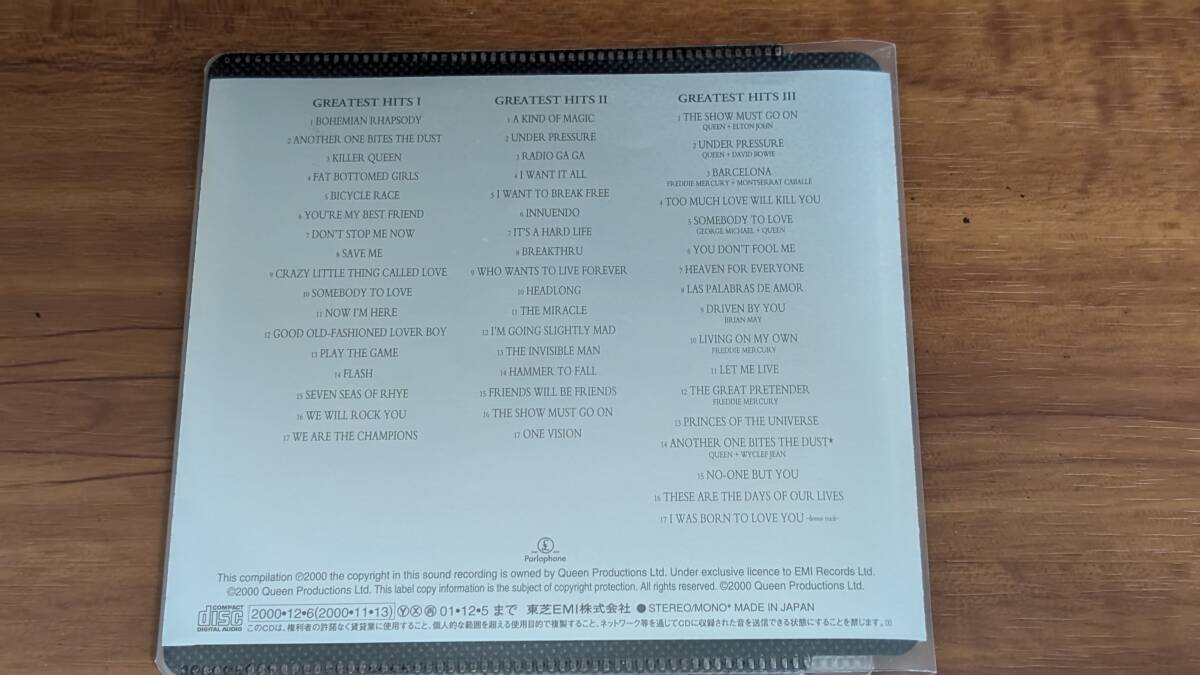 GREATEST HITS I
1 BOHEMIAN RHAPSODY
2 ANOTHER ONE BITES THE DUST
3 KILLER QUEEN
4 FAT BOTTOMED GIRLS
5 BICYCLE RACE
6 YOU'RE MY BEST FRIEND
7 DON'T STOP ME NOW
8 SAVE ME
9 CRAZY LITTLE THING CALLED LOVE
10 SOMEBODY TO LOVE
11 NOW I'M HERE
12 GOOD OLD-FASHIONED LOVER BOY
13 PLAY THE GAME
14 FLASH
15 SEVEN SEAS OF RHYE
16 WE WILL ROCK YOU
17 WE ARE THE CHAMPIONS
GREATEST HITS II
1 A KIND OF MAGIC
2 UNDER PRESSURE
3 RADIO GA GA
4 I WANT IT ALL
5 I WANT TO BREAK FREE
6 INNUENDO
7 IT'S A HARD LIFE
8 BREAKTHRU
9 WHO WANTS TO LIVE FOREVER
10 HEADLONG
11 THE MIRACLE
12 I'M GOING SLIGHTLY MAD
13 THE INVISIBLE MAN
14 HAMMER TO FALL
15 FRIENDS WILL BE FRIENDS
16 THE SHOW MUST GO ON
17 ONE VISION
GREATEST HITS III
1 THE SHOW MUST GO ON
QUEEN + ELTON JOHN
2 UNDER PRESSURE
QUEEN + DAVID BOWIE
3 BARCELONA
FREDDIE MERCURY + MONTSERRAT CABALLÉ
4 TOO MUCH LOVE WILL KILL YOU
5 SOMEBODY TO LOVE
GEORGE MICHAEL + QUEEN
6 YOU DON'T FOOL ME
7 HEAVEN FOR EVERYONE
8 LAS PALABRAS DE AMOR
9 DRIVEN BY YOU
BRIAN MAY
10 LIVING ON MY OWN
FREDDIE MERCURY
11 LET ME LIVE
12 THE GREAT PRETENDER
FREDDIE MERCURY
13 PRINCES OF THE UNIVERSE
14 ANOTHER ONE BITES THE DUST*
QUEEN + WYCLEF JEAN
15 NO-ONE BUT YOU
16 THESE ARE THE DAYS OF OUR LIVES
17 I WAS BORN TO LOVE YOU -bonus track-
£
Parlophone
This compilation ℗2000 the copyright in this sound recording is owned by Queen Productions Ltd. Under exclusive licence to EMI Records Ltd.
©2000 Queen Productions Ltd. This label copy information is the subject of copyright protection. All rights reserved. ©2000 Queen Productions Ltd.
COMPACT disc DIGITAL AUDIO 2000•12•6(2000•11•13) Ⓨ Ⓧ 01•12•5 まで 東芝EMI株式会社 ● STEREO/MONO* MADE IN JAPAN
このCDは、権利者の許諾なく賃貸業に使用すること、個人的な範囲を超える使用目的で複製すること、ネットワーク等を通じてCDに収録された音を送信できる状態にすることを禁じます。